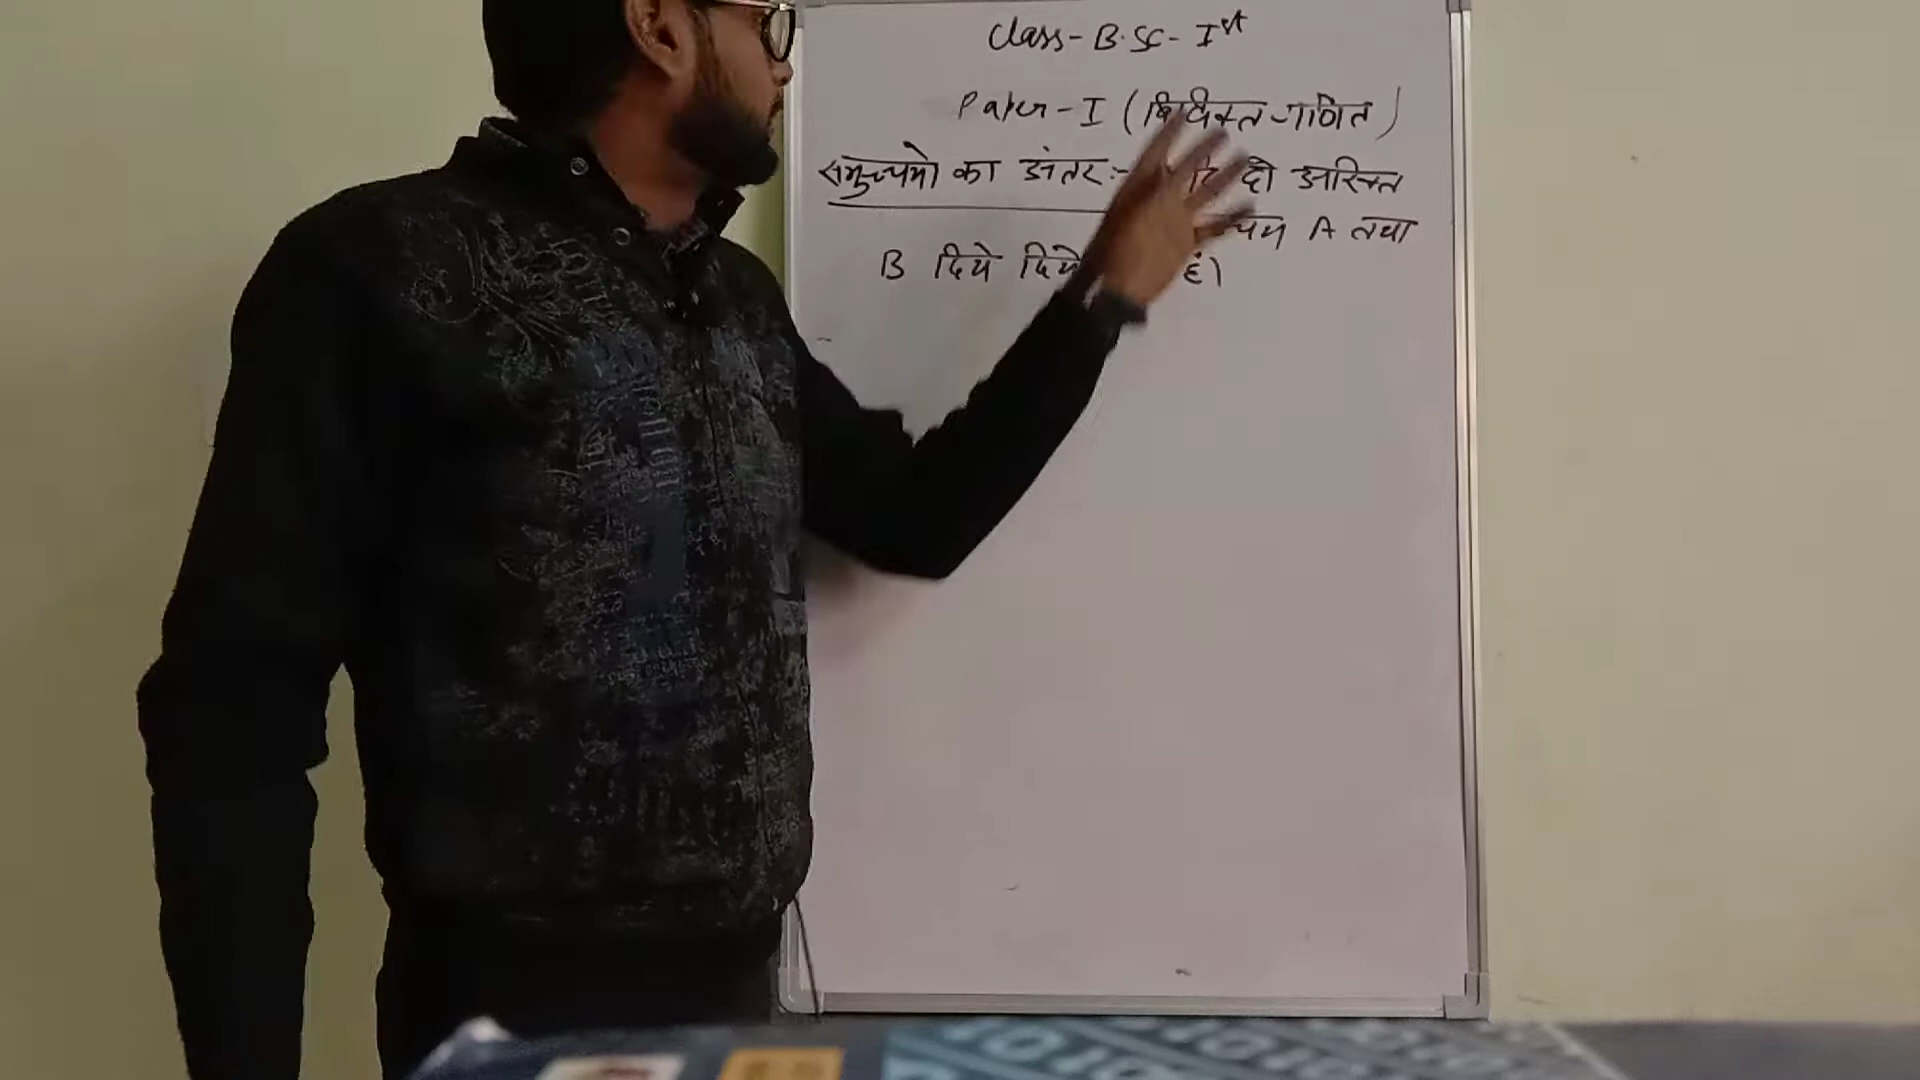 Class - B.Sc - Ist
Paper - I (विविक्त - गणित)
समुच्चयो का अंतर :- दो अरिक्त
A तथा
B दिये दिये हैं।